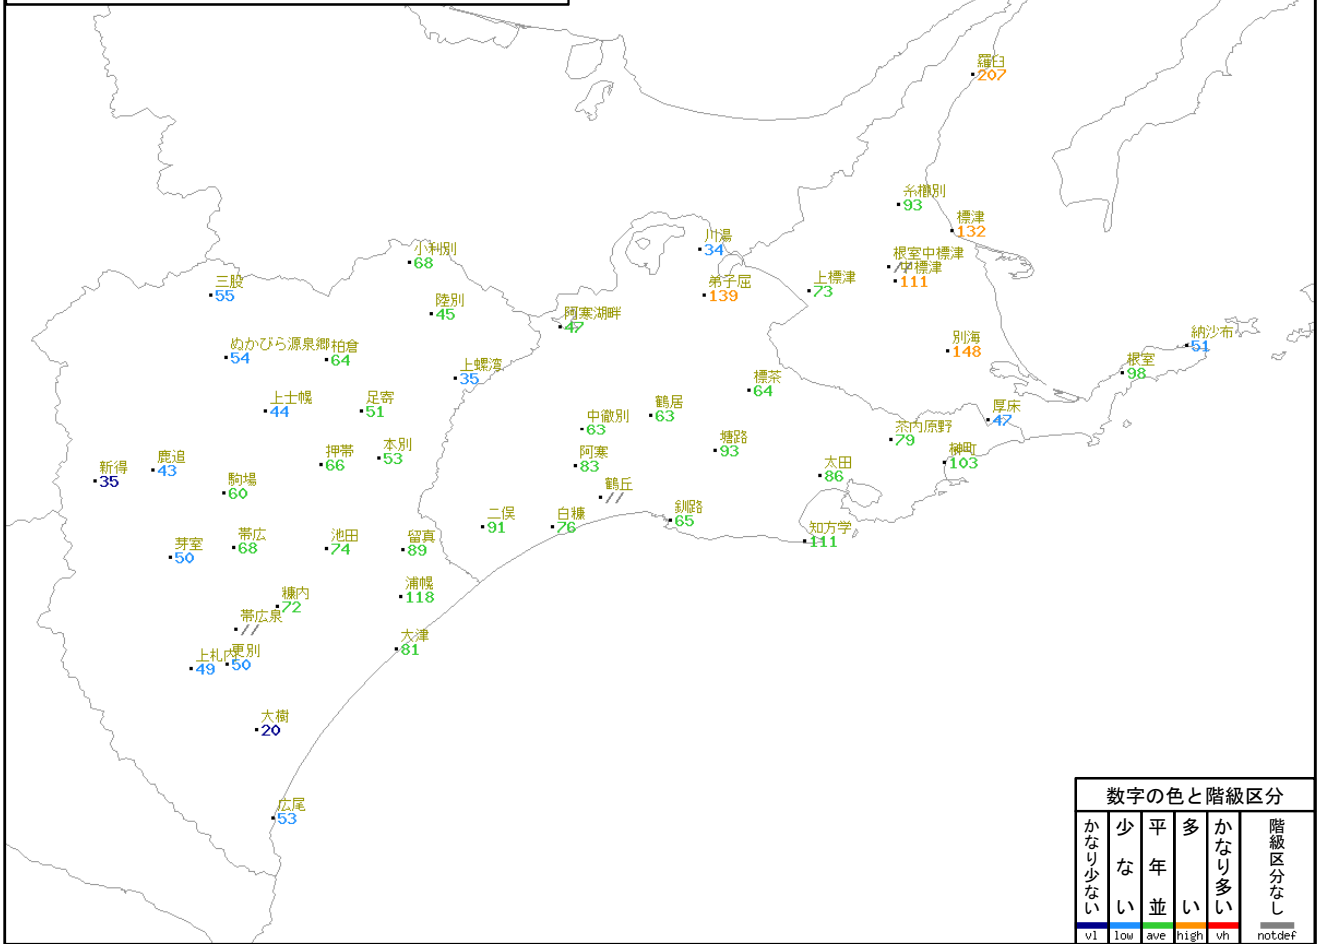 羅臼
207
糸櫛別
93
標津
132
川湯
34
根室中標津
//
中標津
111
小利別
68
上標津
73
弟子屈
139
三股
55
陸別
45
阿寒湖畔
47
納沙布
51
別海
148
ぬかびら源泉郷
54
柏倉
64
根室
98
上螺湾
35
標茶
64
上士幌
44
足寄
51
鶴居
63
厚床
47
中徹別
63
茶内原野
79
塘路
93
本別
53
押帯
66
榊町
103
鹿追
43
阿寒
83
太田
86
新得
35
駒場
60
鶴丘
//
二俣
91
白糠
76
釧路
65
知方学
111
帯広
68
池田
74
留真
89
芽室
50
浦幌
118
糠内
72
帯広泉
//
大津
81
上札内
49
更別
50
大樹
20
広尾
53
数字の色と階級区分
かなり少ない
少ない
平年並
多い
かなり多い
階級区分なし
vl
low
ave
high
vh
notdef